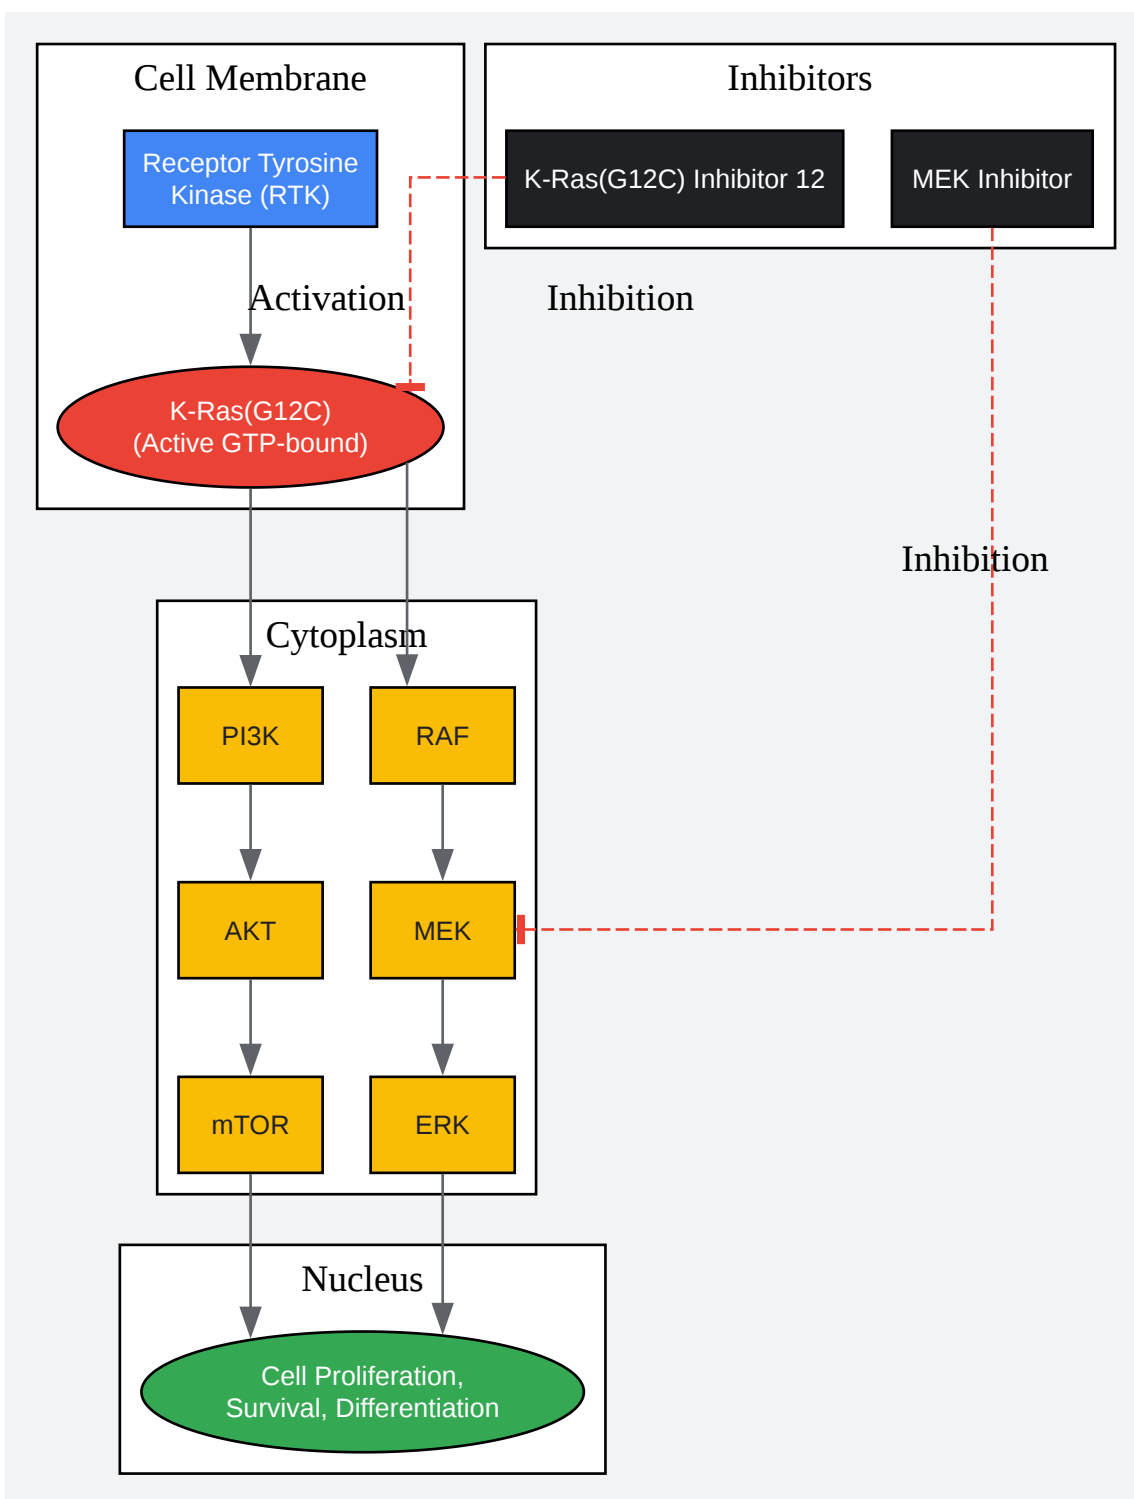 Cell Membrane
Inhibitors
Receptor Tyrosine
Kinase (RTK)
K-Ras(G12C) Inhibitor 12
MEK Inhibitor
Activation
Inhibition
K-Ras(G12C)
(Active GTP-bound)
Inhibition
Cytoplasm
PI3K
RAF
AKT
MEK
mTOR
ERK
Nucleus
Cell Proliferation,
Survival, Differentiation